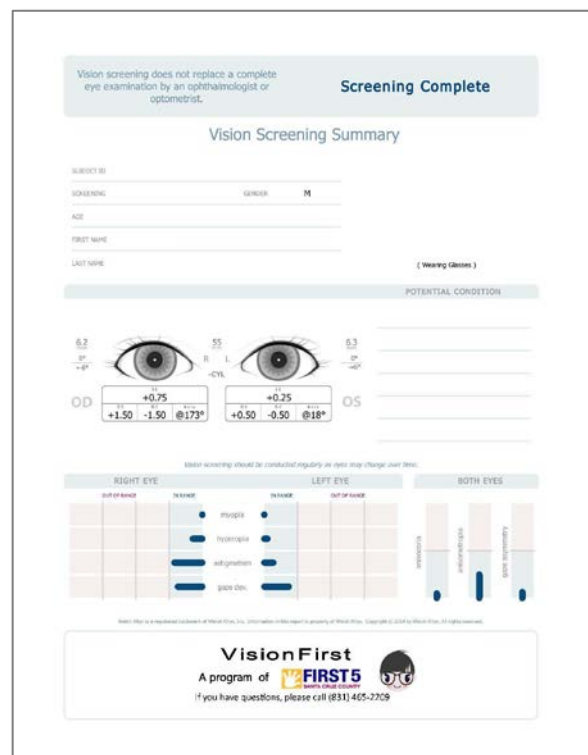 Vision screening does not replace a complete
eye examination by an ophthalmologist or
optometrist.
Screening Complete
Vision Screening Summary
SUBJECT ID
SCREENING GENDER M
AGE
FIRST NAME
LAST NAME
( Wearing Glasses )
POTENTIAL CONDITION
6.2 55 6.3
R L
-CYL
OD +0.75 +0.25 OS
+1.50 -1.50 @173° +0.50 -0.50 @18°
Vision screening should be conducted regularly as eyes may change over time.
RIGHT EYE LEFT EYE BOTH EYES
OUT OF RANGE IN RANGE IN RANGE OUT OF RANGE
myopia
hyperopia
astigmatism
gaze dev.
anisocoria
anisometropia
gaze asymmetry
VisionFirst
A program of FIRST 5
SANTA CRUZ COUNTY
If you have questions, please call (831) 465-2209